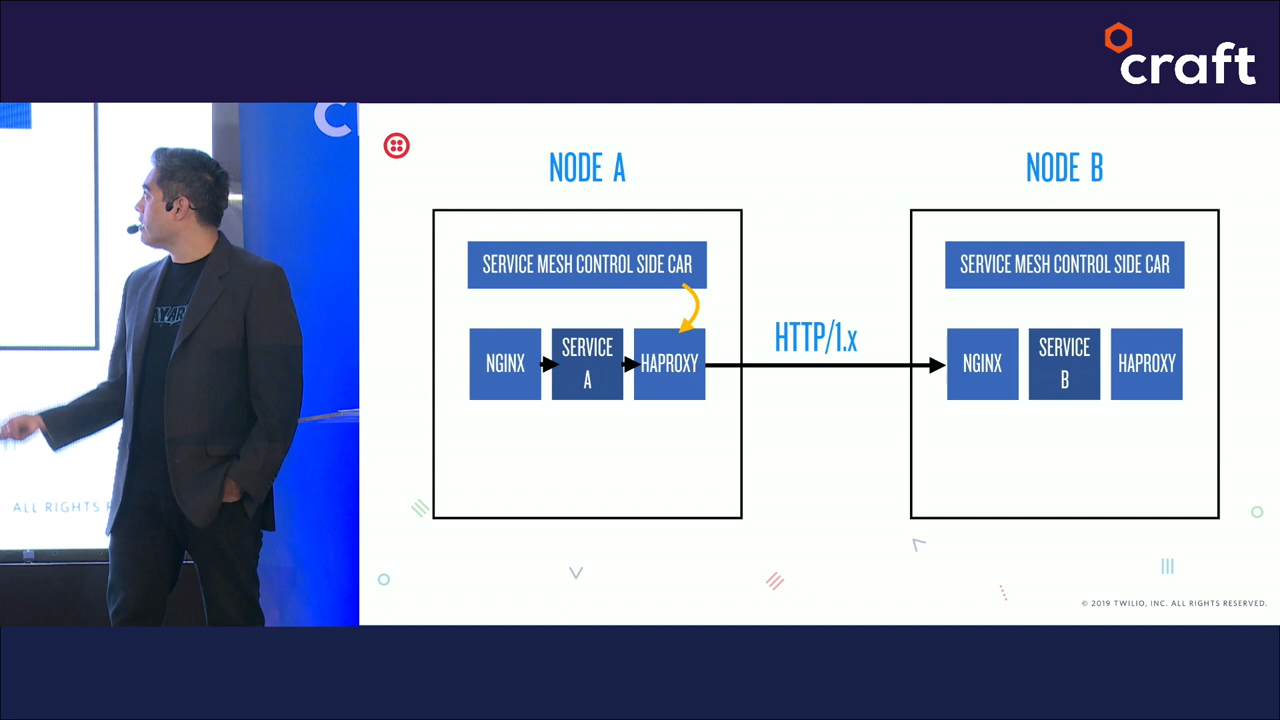 craft
NODE A
NODE B
SERVICE MESH CONTROL SIDE CAR
SERVICE MESH CONTROL SIDE CAR
HTTP/1.x
NGINX
SERVICE
A
HAPROXY
NGINX
SERVICE
B
HAPROXY
ALL RIGHTS
© 2019 TWILIO, INC. ALL RIGHTS RESERVED.